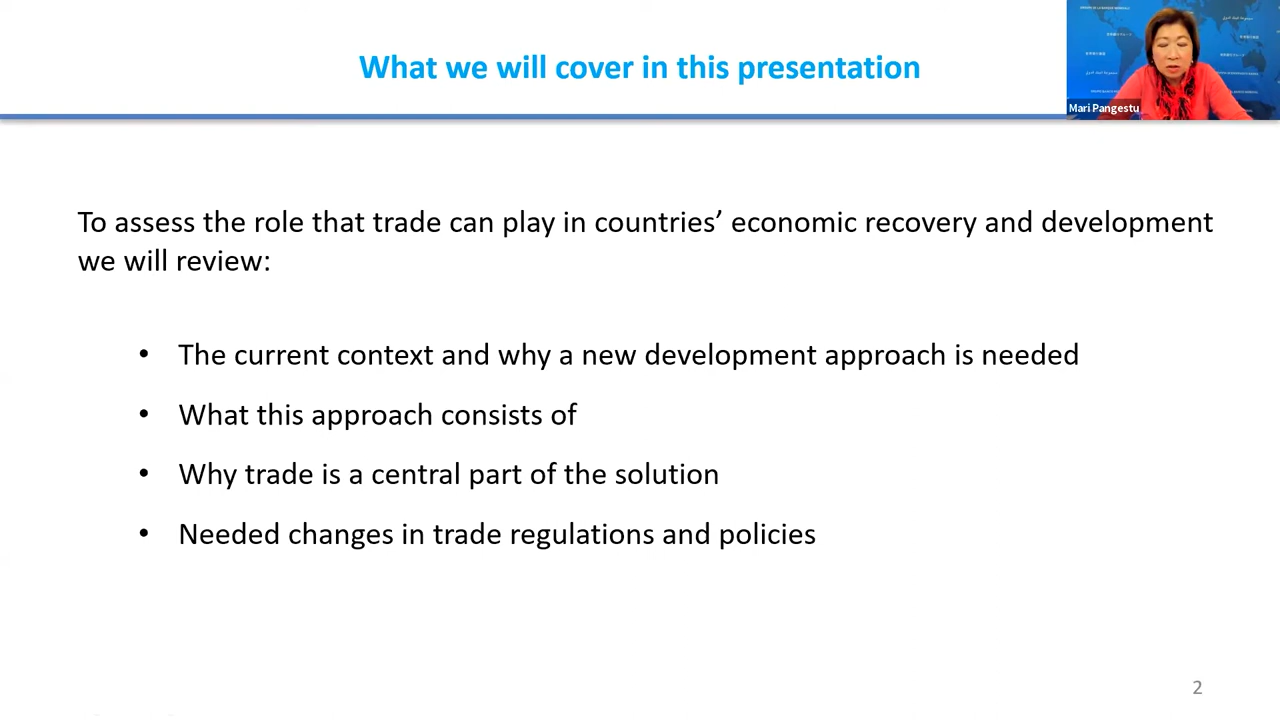 What we will cover in this presentation
Mari Pangestu
To assess the role that trade can play in countries’ economic recovery and development
we will review:
• The current context and why a new development approach is needed
• What this approach consists of
• Why trade is a central part of the solution
• Needed changes in trade regulations and policies
2